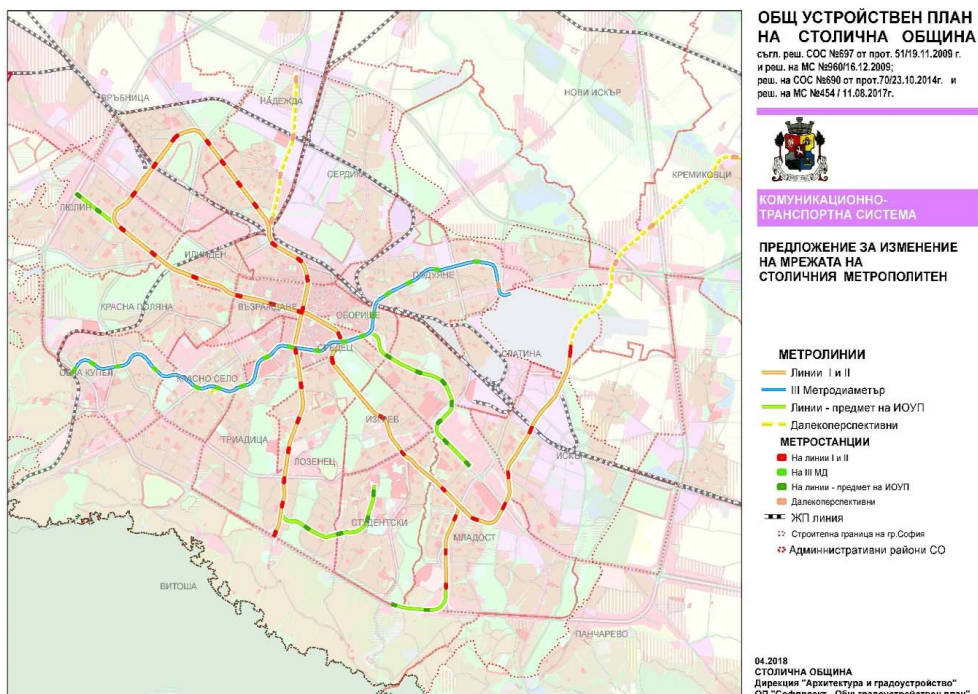 ОБЩ УСТРОЙСТВЕН ПЛАН
НА СТОЛИЧНА ОБЩИНА
съгл. реш. СОС №697 от прот. 51/19.11.2009 г.
и реш. на МС №960/16.12.2009;
реш. на СОС №690 от прот.70/23.10.2014г. и
реш. на МС №454 / 11.08.2017г.
КОМУНИКАЦИОННО-
ТРАНСПОРТНА СИСТЕМА
ПРЕДЛОЖЕНИЕ ЗА ИЗМЕНЕНИЕ
НА МРЕЖАТА НА
СТОЛИЧНИЯ МЕТРОПОЛИТЕН
МЕТРОЛИНИИ
Линии I и II
III Метродиаметър
Линии - предмет на ИОУП
Далекоперспективни
МЕТРОСТАНЦИИ
На линии I и II
На III МД
На линии - предмет на ИОУП
Далекоперспективни
ЖП линия
Строителна граница на гр.София
Административни райони СО
04.2018
СТОЛИЧНА ОБЩИНА
Дирекция "Архитектура и градоустройство"
ОП "Софпроект - Общ градоустройствен план"
ВРЪБНИЦА
НАДЕЖДА
НОВИ ИСКЪР
СЕРДИКА
КРЕМИКОВЦИ
ЛЮЛИН
ИЛИНДЕН
ПОДУЯНЕ
КРАСНА ПОЛЯНА
ВЪЗРАЖДАНЕ
ОБОРИЩЕ
СРЕДЕЦ
СЛАТИНА
ОВЧА КУПЕЛ
КРАСНО СЕЛО
ИЗГРЕВ
ТРИАДИЦА
ЛОЗЕНЕЦ
ИСКЪР
СТУДЕНТСКИ
МЛАДОСТ
ВИТОША
ПАНЧАРЕВО